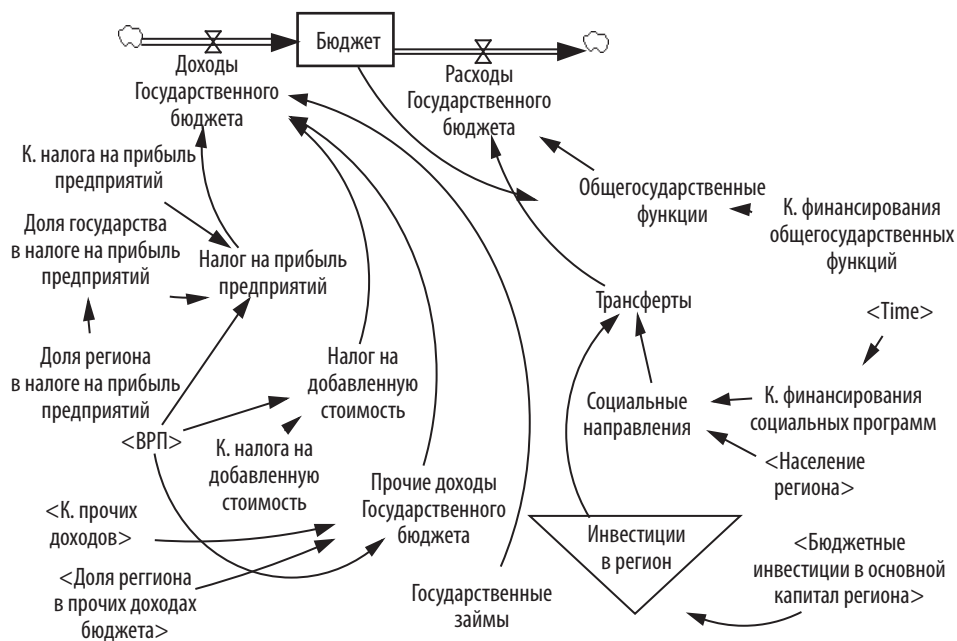 Бюджет
Доходы
Государственного
бюджета
Расходы
Государственного
бюджета
К. налога на прибыль
предприятий
Общегосударственные
функции
К. финансирования
общегосударственных
функций
Доля государства
в налоге на прибыль
предприятий
Налог на прибыль
предприятий
Трансферты
<Time>
Доля региона
в налоге на прибыль
предприятий
Налог на
добавленную
стоимость
Социальные
направления
К. финансирования
социальных программ
<ВРП>
К. налога на
добавленную
стоимость
<Население
региона>
Прочие доходы
Государственного
бюджета
<К. прочих
доходов>
Инвестиции
в регион
<Бюджетные
инвестиции в основной
капитал региона>
<Доля реггиона
в прочих доходах
бюджета>
Государственные
займы